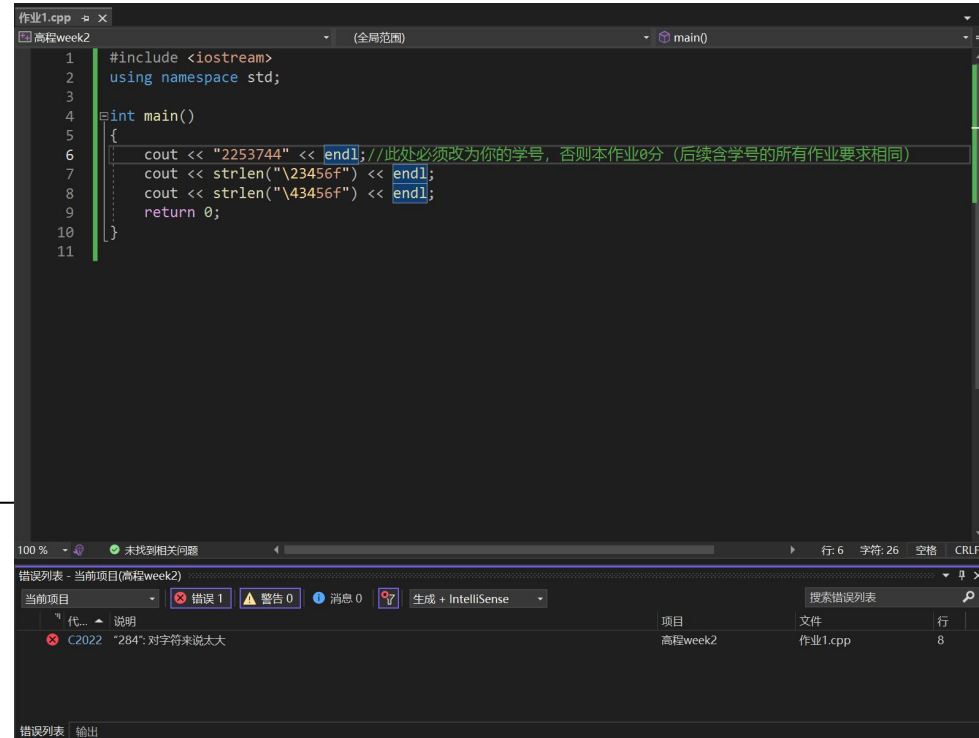 作业1.cpp
高程week2 (全局范围) main()
1 #include <iostream>
2 using namespace std;
3
4 int main()
5 {
6 cout << "2253744" << endl;//此处必须改为你的学号，否则本作业0分（后续含学号的所有作业要求相同）
7 cout << strlen("\23456f") << endl;
8 cout << strlen("\43456f") << endl;
9 return 0;
10 }
11
100 % 未找到相关问题 行: 6 字符: 26 空格 CRLF
错误列表 - 当前项目(高程week2)
当前项目 错误 1 警告 0 消息 0 生成 + IntelliSense 搜索错误列表
代... 说明 项目 文件 行
C2022 “284”: 对字符来说太大 高程week2 作业1.cpp 8
错误列表 输出